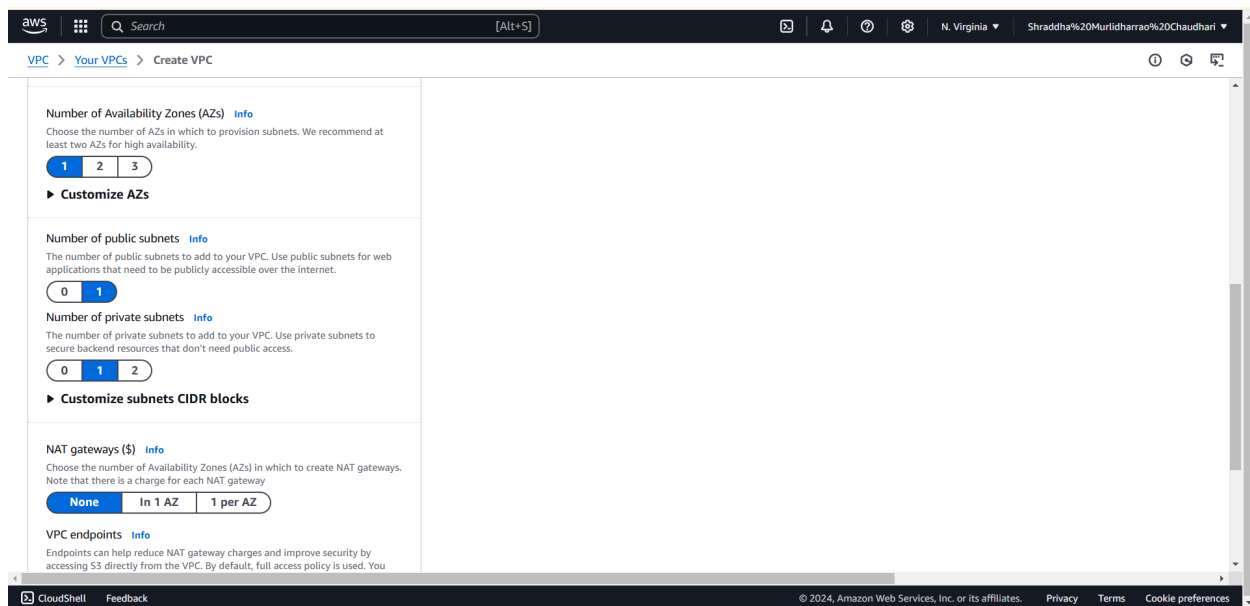 aws
Search [Alt+S]
N. Virginia ▼
Shraddha%20Murlidharrao%20Chaudhari ▼
VPC > Your VPCs > Create VPC
Number of Availability Zones (AZs) Info
Choose the number of AZs in which to provision subnets. We recommend at
least two AZs for high availability.
1 2 3
▶ Customize AZs
Number of public subnets Info
The number of public subnets to add to your VPC. Use public subnets for web
applications that need to be publicly accessible over the internet.
0 1
Number of private subnets Info
The number of private subnets to add to your VPC. Use private subnets to
secure backend resources that don't need public access.
0 1 2
▶ Customize subnets CIDR blocks
NAT gateways ($) Info
Choose the number of Availability Zones (AZs) in which to create NAT gateways.
Note that there is a charge for each NAT gateway
None In 1 AZ 1 per AZ
VPC endpoints Info
Endpoints can help reduce NAT gateway charges and improve security by
accessing S3 directly from the VPC. By default, full access policy is used. You
CloudShell Feedback
© 2024, Amazon Web Services, Inc. or its affiliates. Privacy Terms Cookie preferences